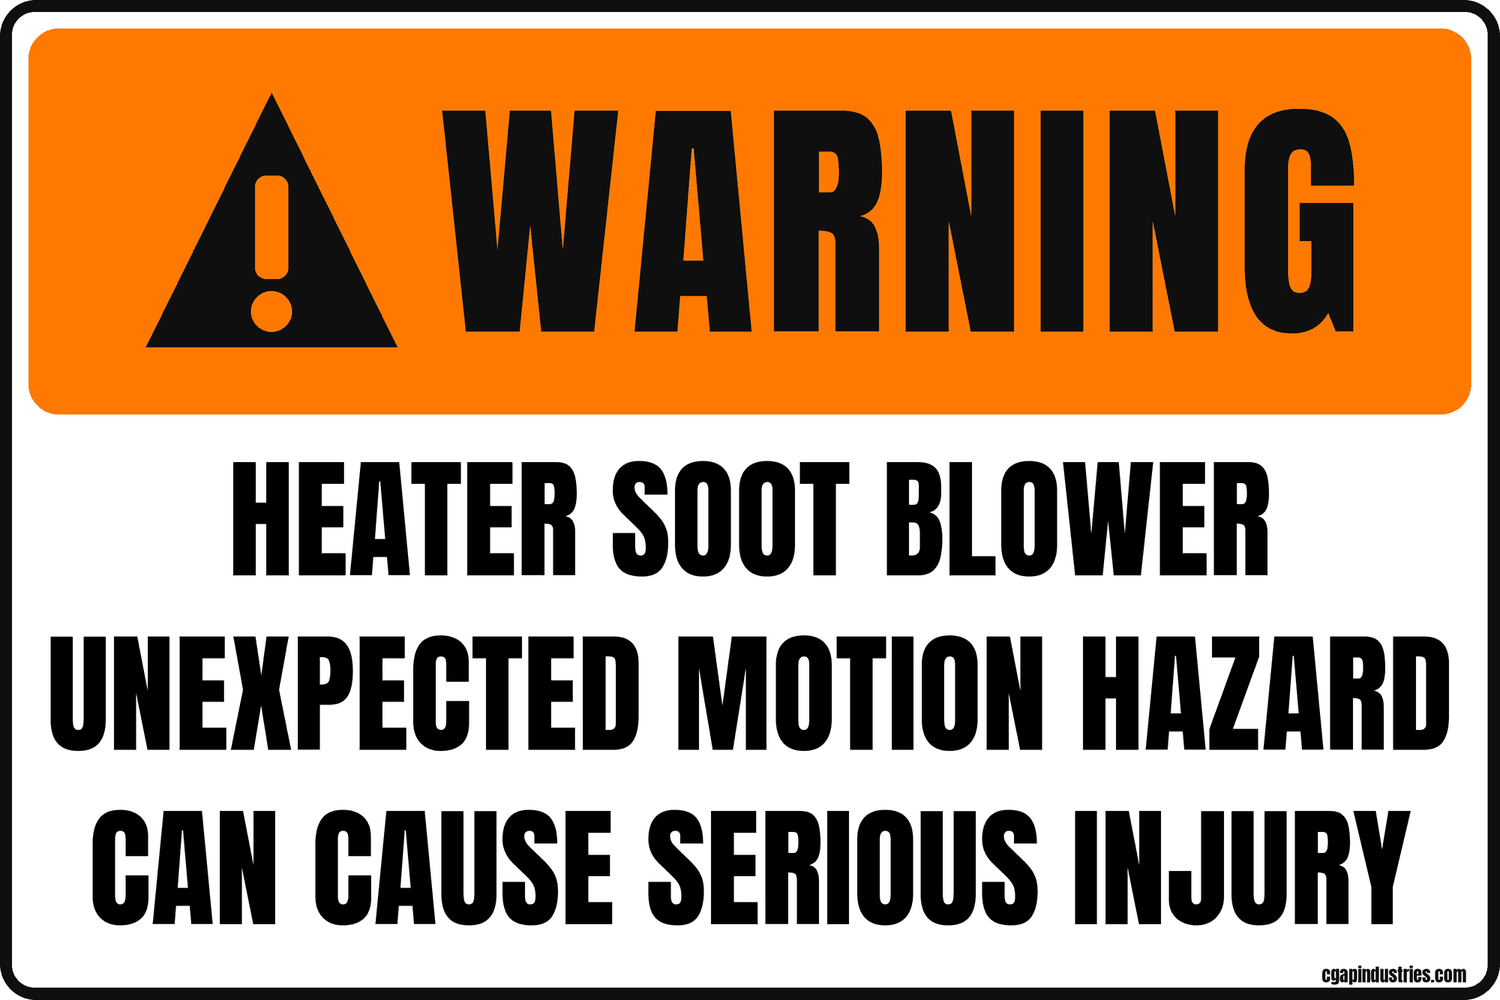 WARNING
HEATER SOOT BLOWER
UNEXPECTED MOTION HAZARD
CAN CAUSE SERIOUS INJURY
cgapindustries.com